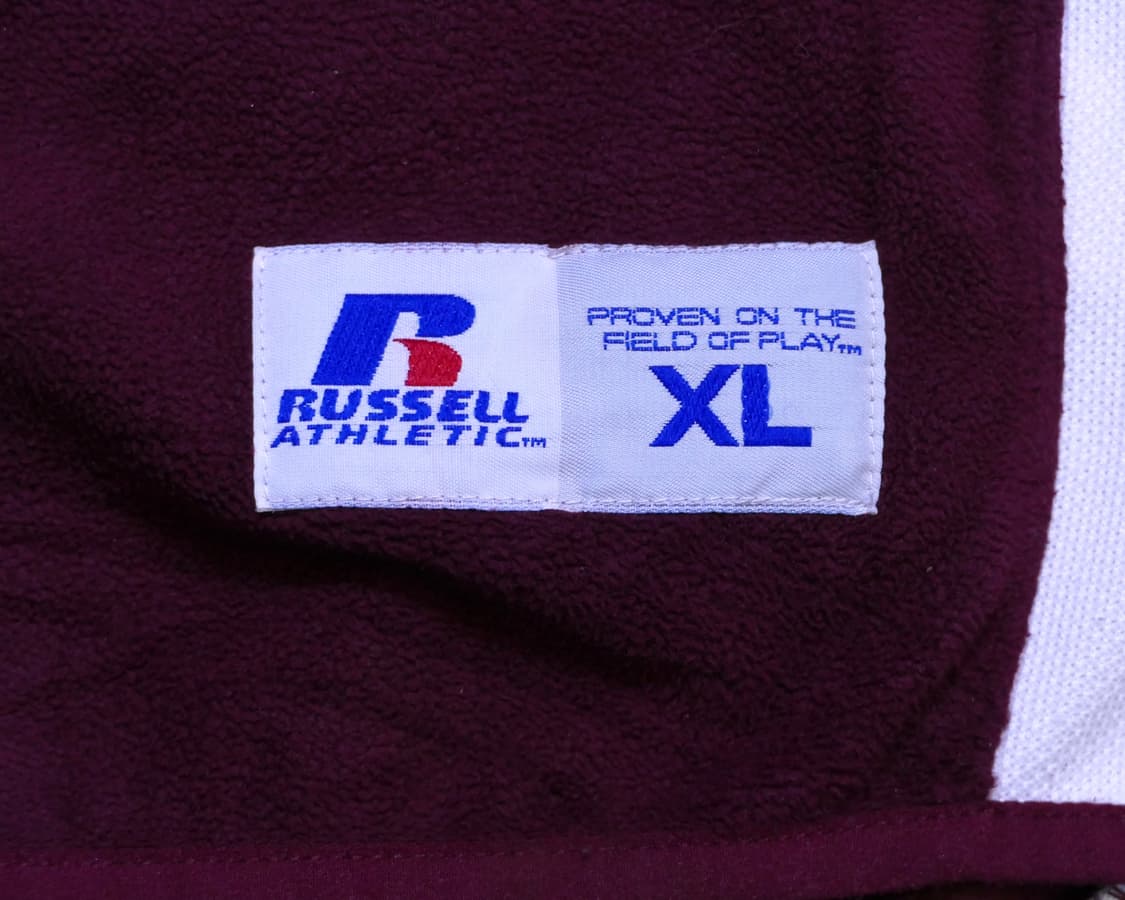 R
RUSSELL
ATHLETIC™
PROVEN ON THE
FIELD OF PLAY™
XL